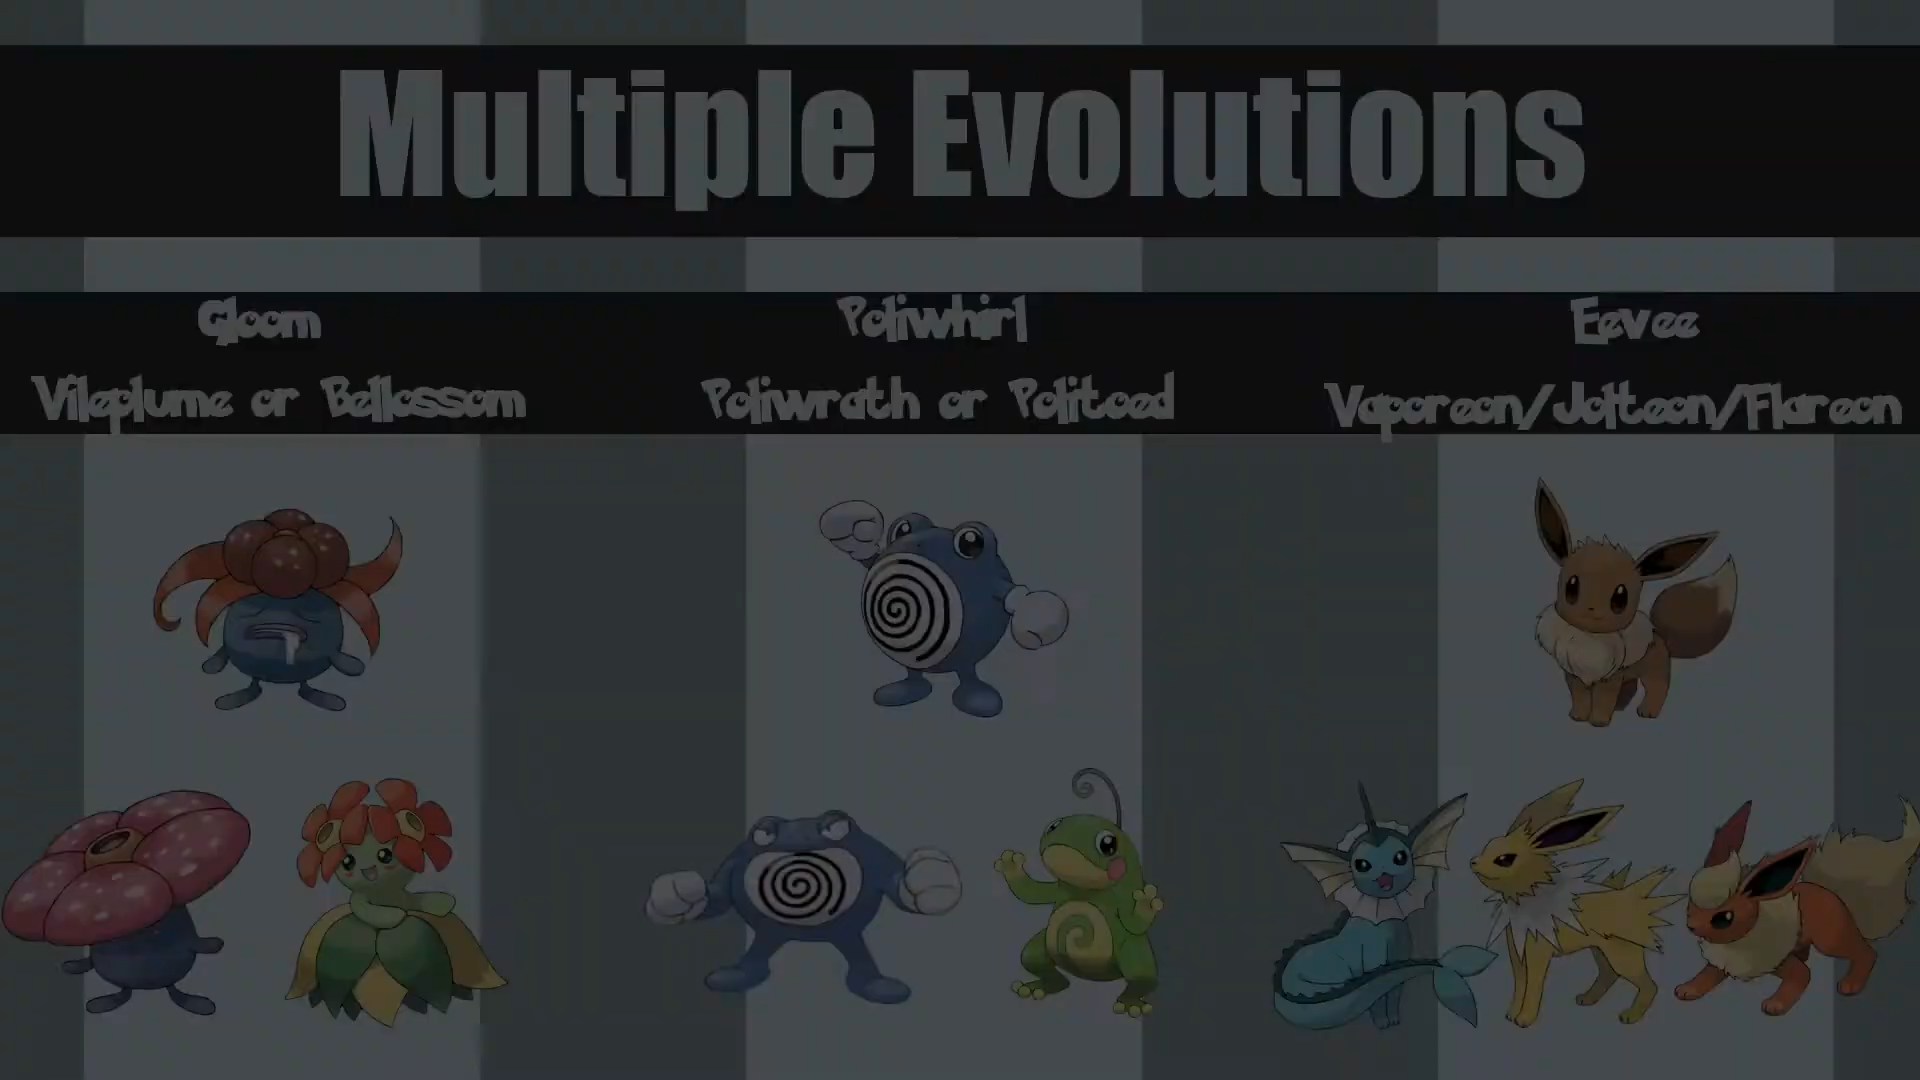 Multiple Evolutions
Gloom
Vileplume or Bellossom
Poliwhirl
Poliwrath or Politoed
Eevee
Vaporeon/Jolteon/Flareon